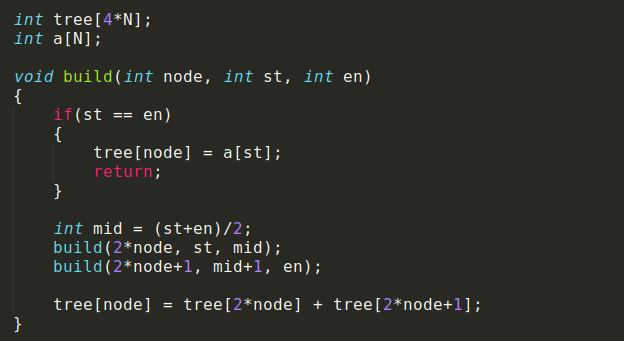 int tree[4*N];
int a[N];
void build(int node, int st, int en)
{
if(st == en)
{
tree[node] = a[st];
return;
}
int mid = (st+en)/2;
build(2*node, st, mid);
build(2*node+1, mid+1, en);
tree[node] = tree[2*node] + tree[2*node+1];
}